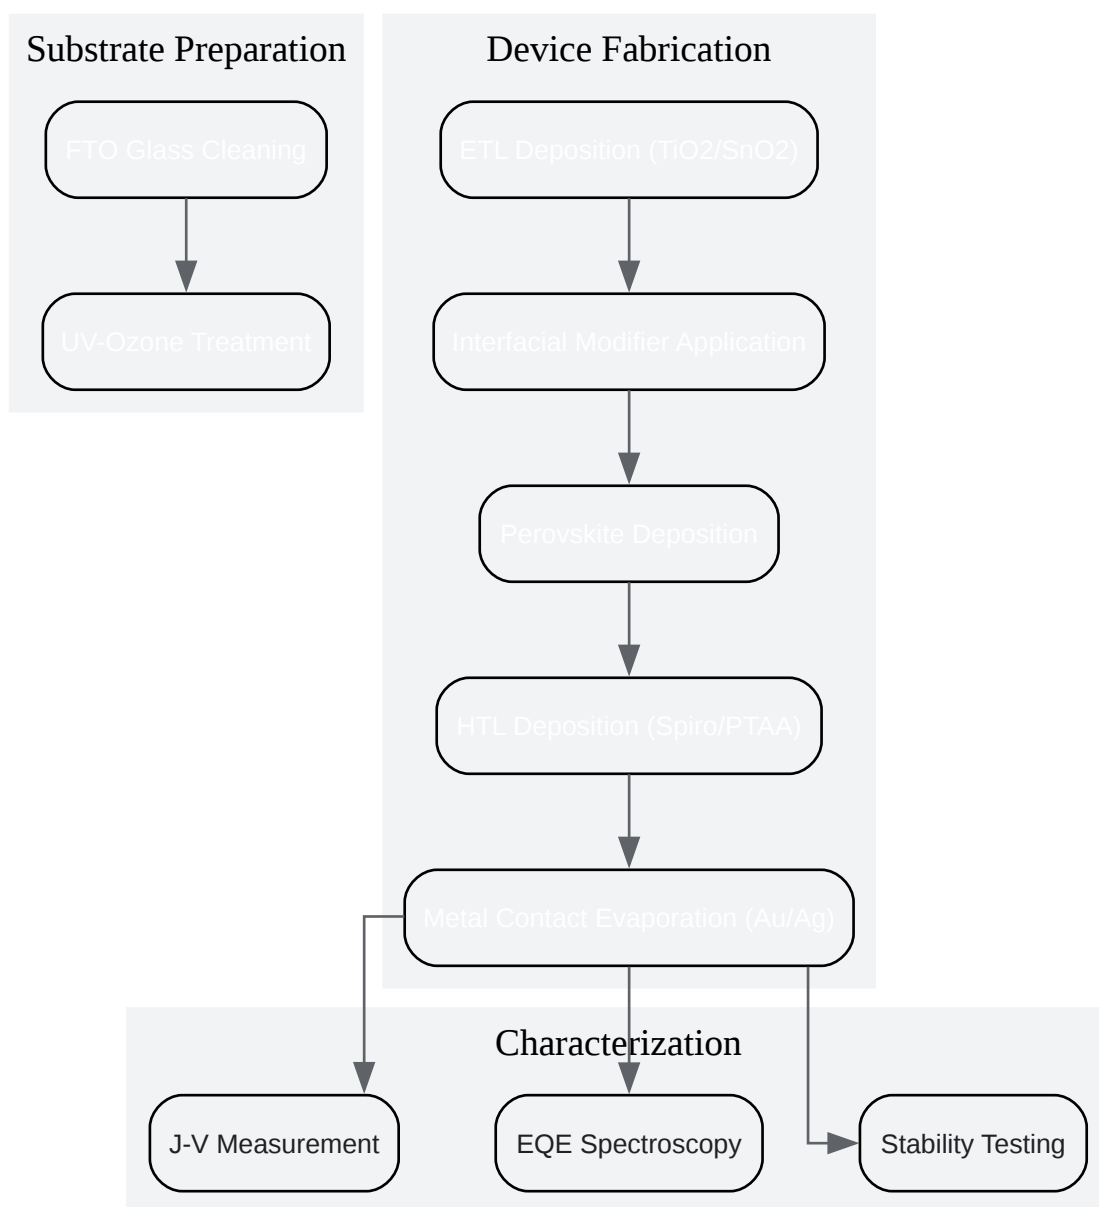 Substrate Preparation
FTO Glass Cleaning
UV-Ozone Treatment
Device Fabrication
ETL Deposition (TiO2/SnO2)
Interfacial Modifier Application
Perovskite Deposition
HTL Deposition (Spiro/PTAA)
Metal Contact Evaporation (Au/Ag)
Characterization
J-V Measurement
EQE Spectroscopy
Stability Testing